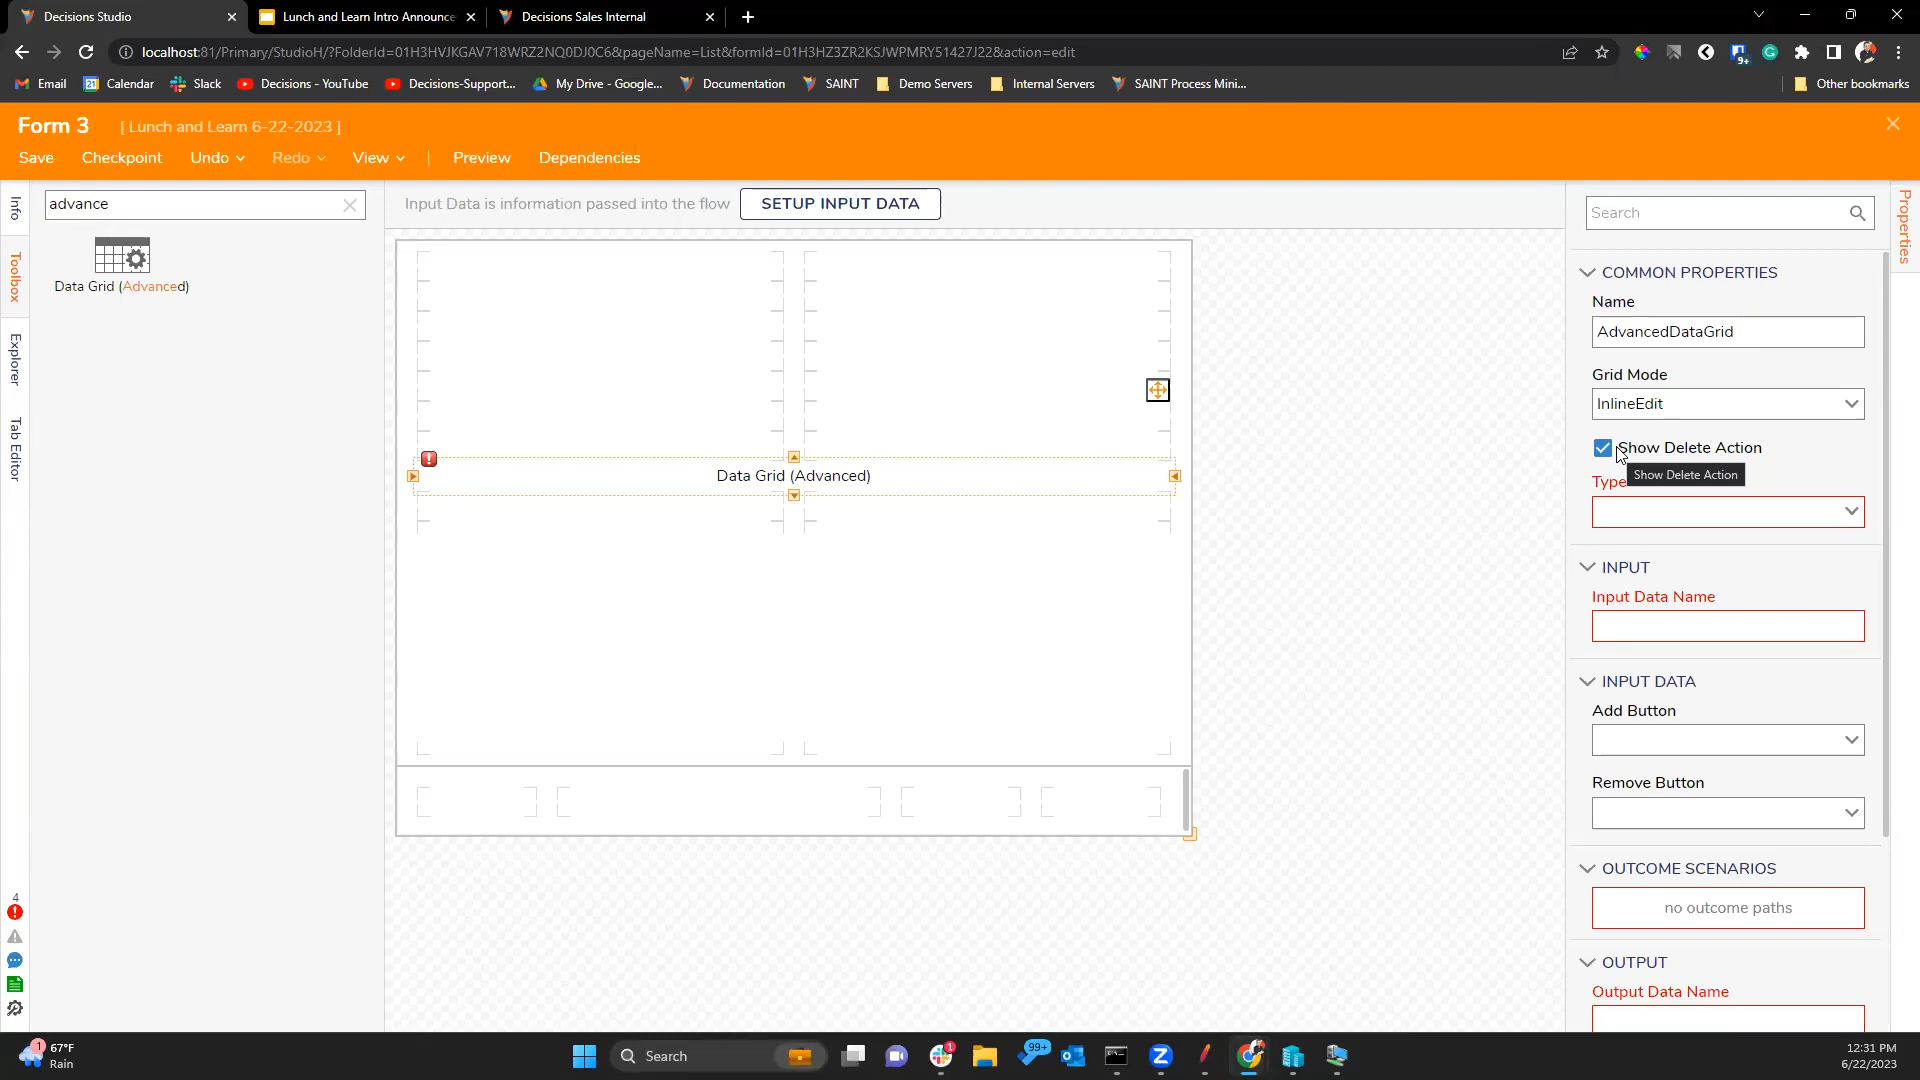 Decisions Studio
Lunch and Learn Intro Announce
Decisions Sales Internal
localhost:81/Primary/StudioH/?FolderId=01H3HVJKGAV718WRZ2NQ0DJ0C6&pageName=List&formId=01H3HZ3ZR2KSJWPMRY51427J22&action=edit
9+
Email
Calendar
Slack
Decisions - YouTube
Decisions-Support...
My Drive - Google...
Documentation
SAINT
Demo Servers
Internal Servers
SAINT Process Mini...
Other bookmarks
Form 3
[ Lunch and Learn 6-22-2023 ]
Save
Checkpoint
Undo
Redo
View
Preview
Dependencies
Info
Toolbox
Explorer
Tab Editor
advance
Data Grid (Advanced)
Input Data is information passed into the flow
SETUP INPUT DATA
Data Grid (Advanced)
Properties
Search
COMMON PROPERTIES
Name
AdvancedDataGrid
Grid Mode
InlineEdit
Show Delete Action
Show Delete Action
Type
INPUT
Input Data Name
INPUT DATA
Add Button
Remove Button
OUTCOME SCENARIOS
no outcome paths
OUTPUT
Output Data Name
4
1
67°F
Rain
Search
99+
1
12:31 PM
6/22/2023